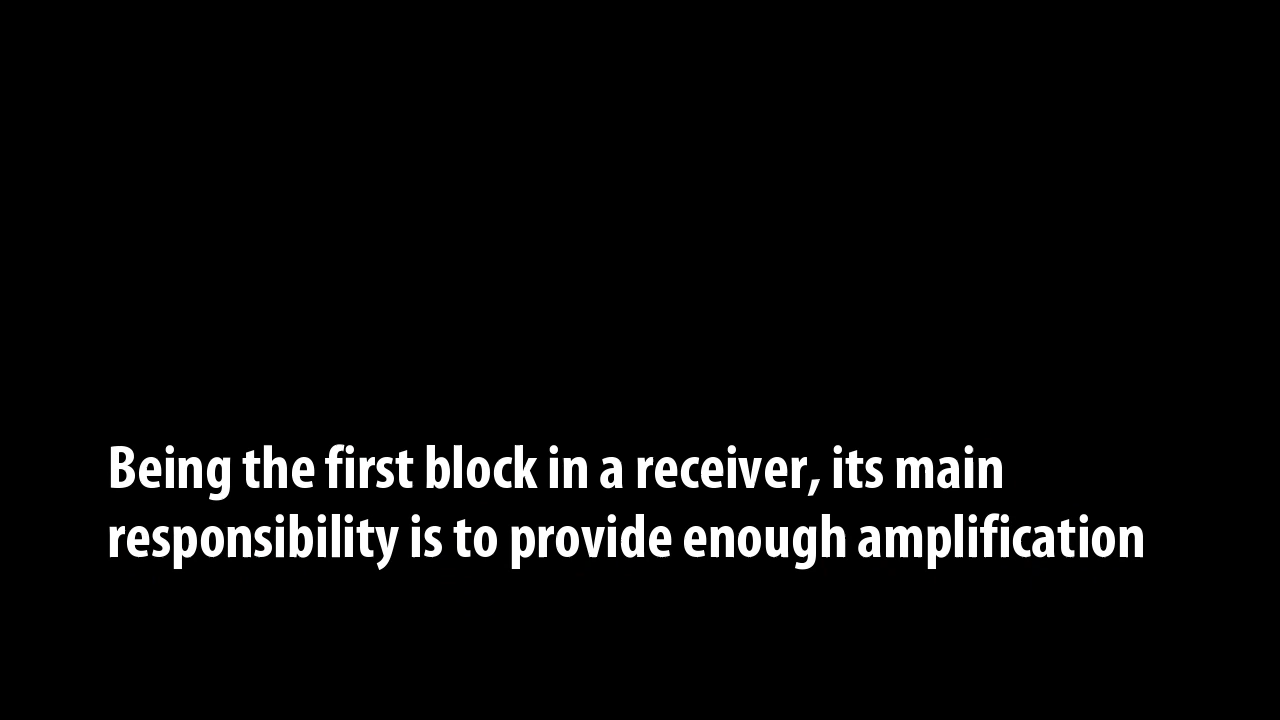 Being the first block in a receiver, its main
responsibility is to provide enough amplification